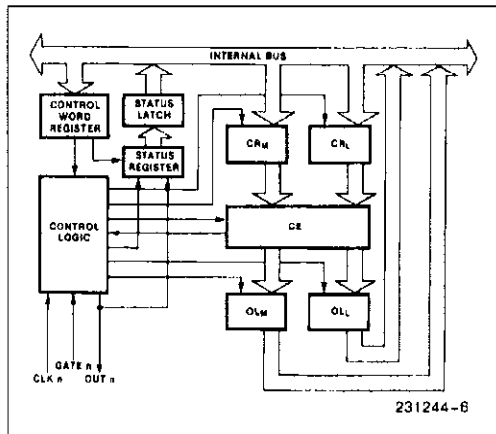 INTERNAL BUS
CONTROL
WORD
REGISTER
STATUS
LATCH
STATUS
REGISTER
CRM
CRL
CONTROL
LOGIC
CE
OLM
OLL
CLK n
GATE n
OUT n
231244-6